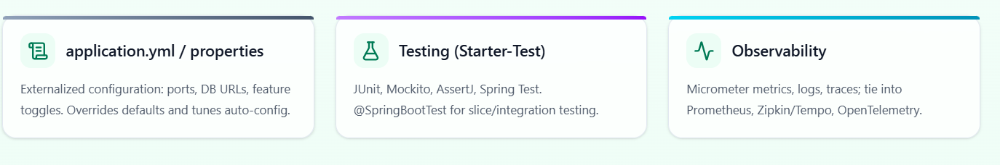 application.yml / properties
Externalized configuration: ports, DB URLs, feature
toggles. Overrides defaults and tunes auto-config.
Testing (Starter-Test)
JUnit, Mockito, AssertJ, Spring Test.
@SpringBootTest for slice/integration testing.
Observability
Micrometer metrics, logs, traces; tie into
Prometheus, Zipkin/Tempo, OpenTelemetry.